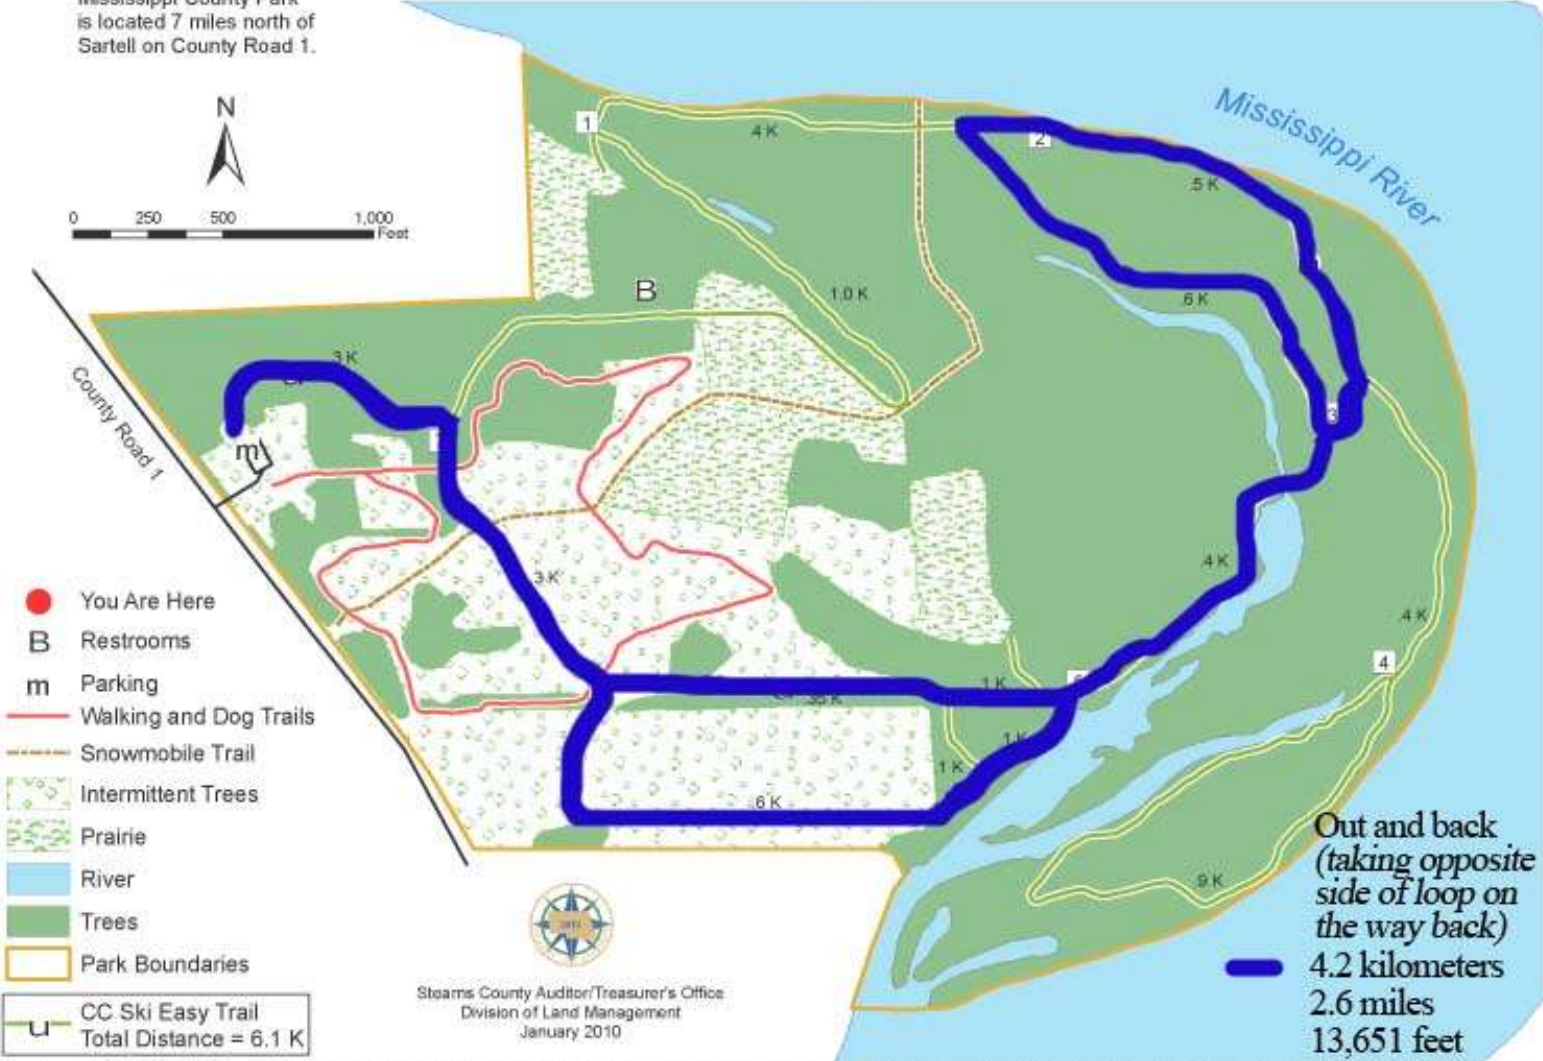 Mississippi County Park
is located 7 miles north of
Sartell on County Road 1.
N
0 250 500 1,000
Feet
County Road 1
Mississippi River
1
4 K
2
.5 K
B
1.0 K
.6 K
3 K
3
m
.4 K
3 K
.4 K
4
.1 K
.35 K
.1 K
.1 K
.6 K
.9 K
You Are Here
B Restrooms
m Parking
Walking and Dog Trails
Snowmobile Trail
Intermittent Trees
Prairie
River
Trees
Park Boundaries
u CC Ski Easy Trail
Total Distance = 6.1 K
Stearns County Auditor/Treasurer's Office
Division of Land Management
January 2010
Out and back
(taking opposite
side of loop on
the way back)
4.2 kilometers
2.6 miles
13,651 feet